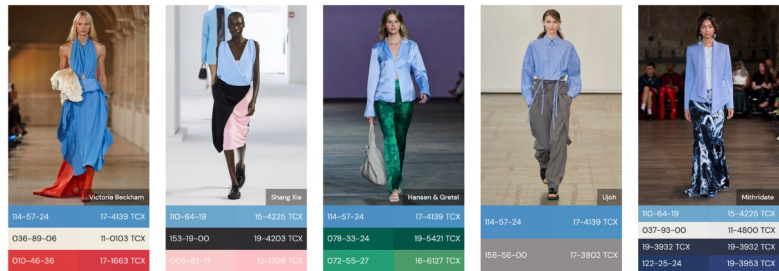 Victoria Beckham
114-57-24 17-4139 TCX
036-89-06 11-0103 TCX
010-46-36 17-1663 TCX
Shang Xia
110-64-19 15-4225 TCX
153-19-00 19-4203 TCX
005-82-17 12-1708 TCX
Hansen & Gretel
114-57-24 17-4139 TCX
078-33-24 19-5421 TCX
072-55-27 16-6127 TCX
Ujoh
114-57-24 17-4139 TCX
158-56-00 17-3802 TCX
Mithridate
110-64-19 15-4225 TCX
037-93-00 11-4800 TCX
19-3932 TCX 19-3932 TCX
122-25-24 19-3953 TCX